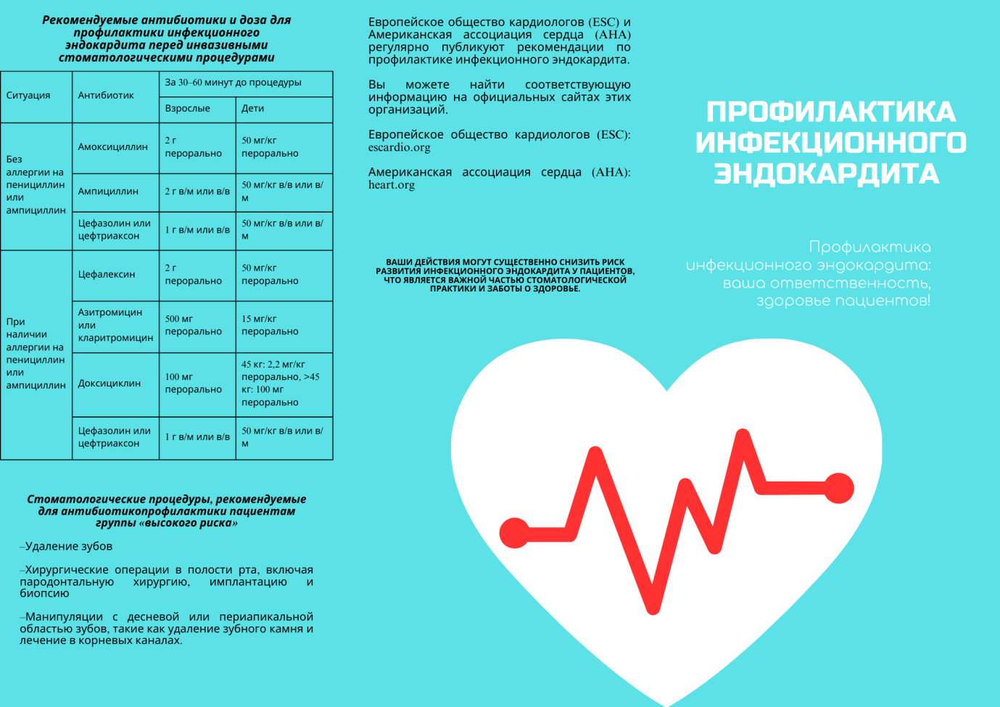 Рекомендуемые антибиотики и доза для
профилактики инфекционного
эндокардита перед инвазивными
стоматологическими процедурами
Ситуация
Антибиотик
За 30–60 минут до процедуры
Взрослые
Дети
Без
аллергии на
пенициллин
или
ампициллин
Амоксициллин
2 г
перорально
50 мг/кг
перорально
Ампициллин
2 г в/м или в/в
50 мг/кг в/в или в/
м
Цефазолин или
цефтриаксон
1 г в/м или в/в
50 мг/кг в/в или в/
м
При
наличии
аллергии на
пенициллин
или
ампициллин
Цефалексин
2 г
перорально
50 мг/кг
перорально
Азитромицин
или
кларитромицин
500 мг
перорально
15 мг/кг
перорально
Доксициклин
100 мг
перорально
45 кг: 2,2 мг/кг
перорально, >45
кг: 100 мг
перорально
Цефазолин или
цефтриаксон
1 г в/м или в/в
50 мг/кг в/в или в/
м
Стоматологические процедуры, рекомендуемые
для антибиотикопрофилактики пациентам
группы «высокого риска»
–Удаление зубов
–Хирургические операции в полости рта, включая
пародонтальную хирургию, имплантацию и
биопсию
–Манипуляции с десневой или периапикальной
областью зубов, такие как удаление зубного камня и
лечение в корневых каналах.
Европейское общество кардиологов (ESC) и
Американская ассоциация сердца (AHA)
регулярно публикуют рекомендации по
профилактике инфекционного эндокардита.
Вы можете найти соответствующую
информацию на официальных сайтах этих
организаций.
Европейское общество кардиологов (ESC):
escardio.org
Американская ассоциация сердца (AHA):
heart.org
ВАШИ ДЕЙСТВИЯ МОГУТ СУЩЕСТВЕННО СНИЗИТЬ РИСК
РАЗВИТИЯ ИНФЕКЦИОННОГО ЭНДОКАРДИТА У ПАЦИЕНТОВ,
ЧТО ЯВЛЯЕТСЯ ВАЖНОЙ ЧАСТЬЮ СТОМАТОЛОГИЧЕСКОЙ
ПРАКТИКИ И ЗАБОТЫ О ЗДОРОВЬЕ.
ПРОФИЛАКТИКА
ИНФЕКЦИОННОГО
ЭНДОКАРДИТА
Профилактика
инфекционного эндокардита:
ваша ответственность,
здоровье пациентов!